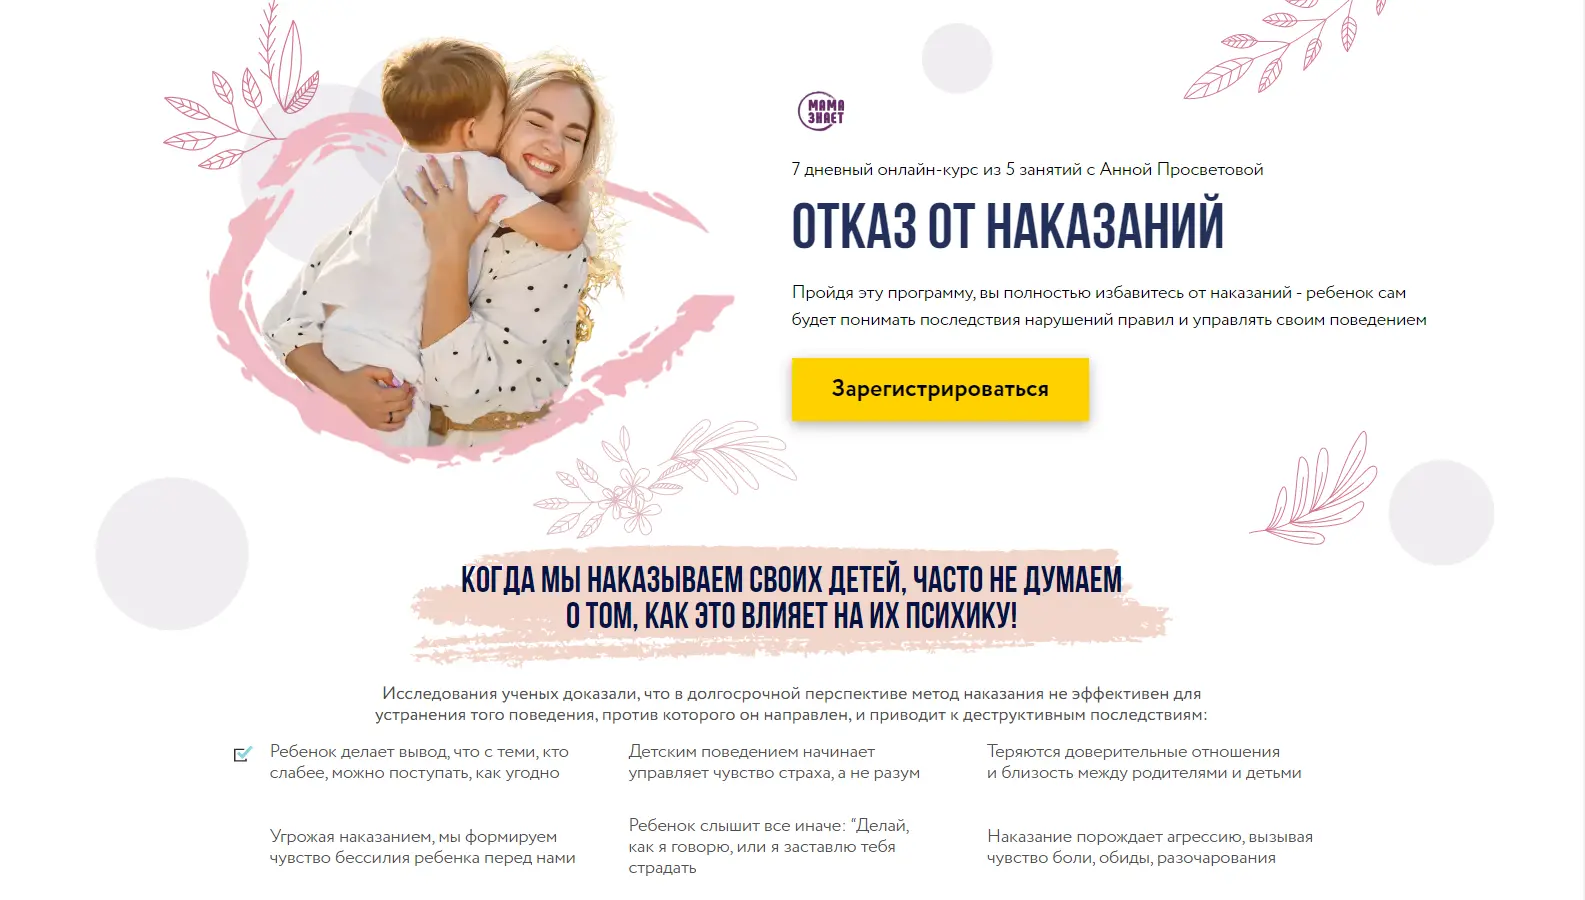 МАМА
ЗНАЕТ
7 дневный онлайн-курс из 5 занятий с Анной Просветовой
ОТКАЗ ОТ НАКАЗАНИЙ
Пройдя эту программу, вы полностью избавитесь от наказаний - ребенок сам
будет понимать последствия нарушений правил и управлять своим поведением
Зарегистрироваться
КОГДА МЫ НАКАЗЫВАЕМ СВОИХ ДЕТЕЙ, ЧАСТО НЕ ДУМАЕМ
О ТОМ, КАК ЭТО ВЛИЯЕТ НА ИХ ПСИХИКУ!
Исследования ученых доказали, что в долгосрочной перспективе метод наказания не эффективен для
устранения того поведения, против которого он направлен, и приводит к деструктивным последствиям:
Ребенок делает вывод, что с теми, кто
слабее, можно поступать, как угодно
Детским поведением начинает
управляет чувство страха, а не разум
Теряются доверительные отношения
и близость между родителями и детьми
Угрожая наказанием, мы формируем
чувство бессилия ребенка перед нами
Ребенок слышит все иначе: “Делай,
как я говорю, или я заставлю тебя
страдать
Наказание порождает агрессию, вызывая
чувство боли, обиды, разочарования